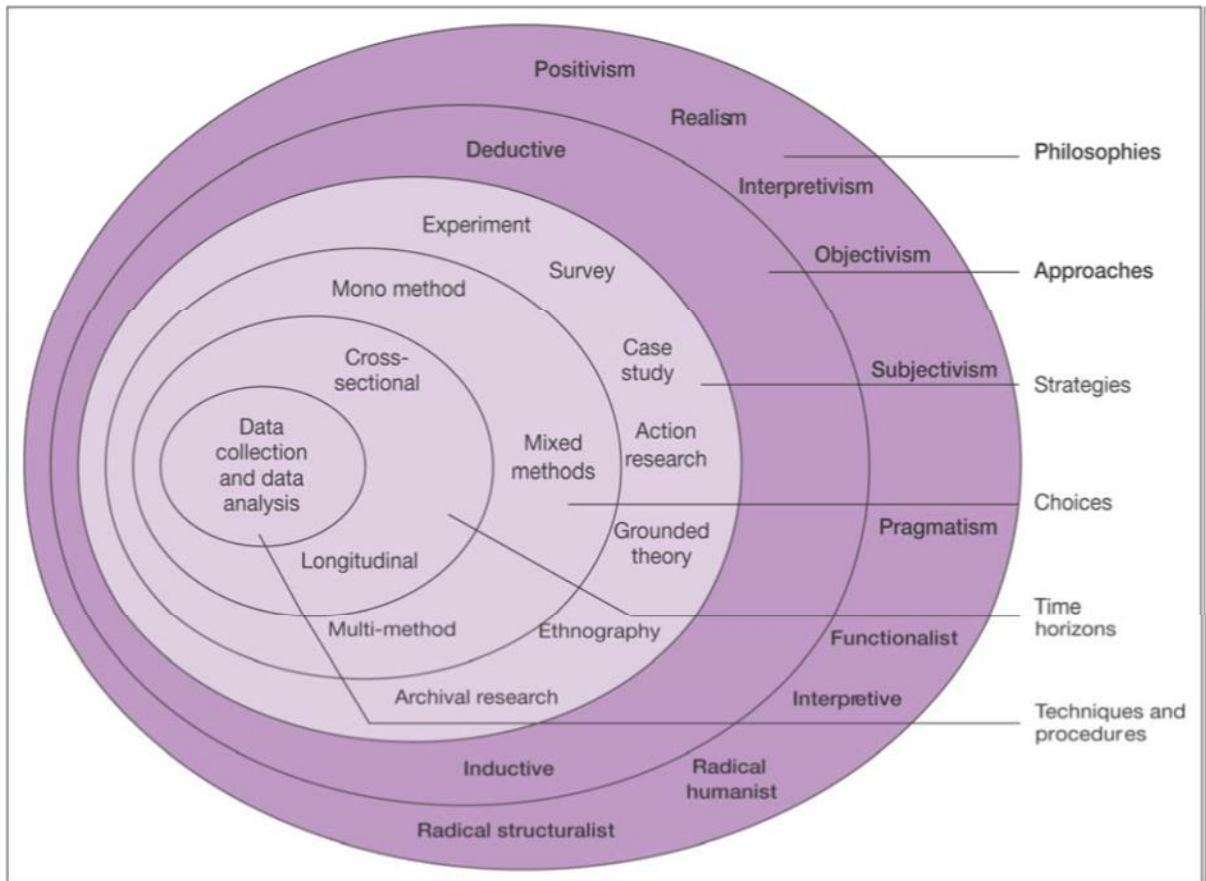 Positivism
Realism
Philosophies
Deductive
Interpretivism
Experiment
Objectivism
Survey
Approaches
Mono method
Case
study
Cross-
sectional
Subjectivism
Strategies
Data
collection
and data
analysis
Mixed
methods
Action
research
Choices
Grounded
theory
Pragmatism
Longitudinal
Time
horizons
Multi-method
Ethnography
Functionalist
Archival research
Interpretive
Techniques and
procedures
Inductive
Radical
humanist
Radical structuralist